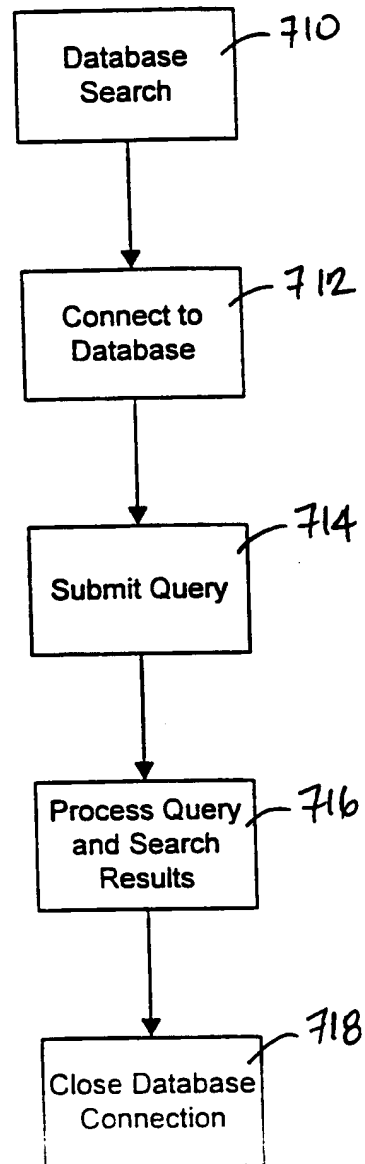 710
Database
Search
712
Connect to
Database
714
Submit Query
716
Process Query
and Search
Results
718
Close Database
Connection